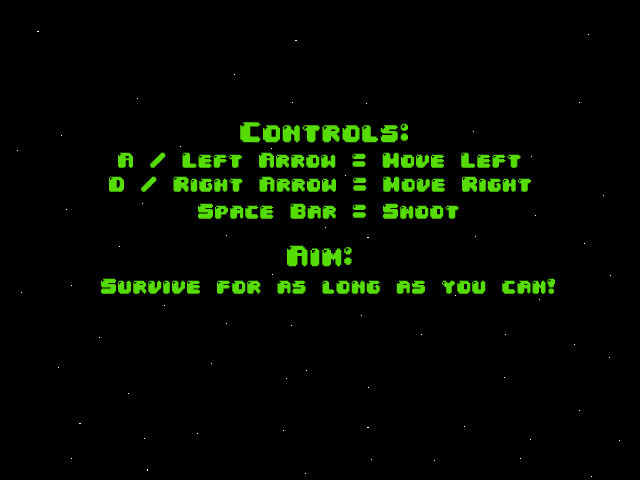 Controls:
A / Left Arrow = Move Left
D / Right Arrow = Move Right
Space Bar = Shoot
Aim:
Survive for as long as you can!